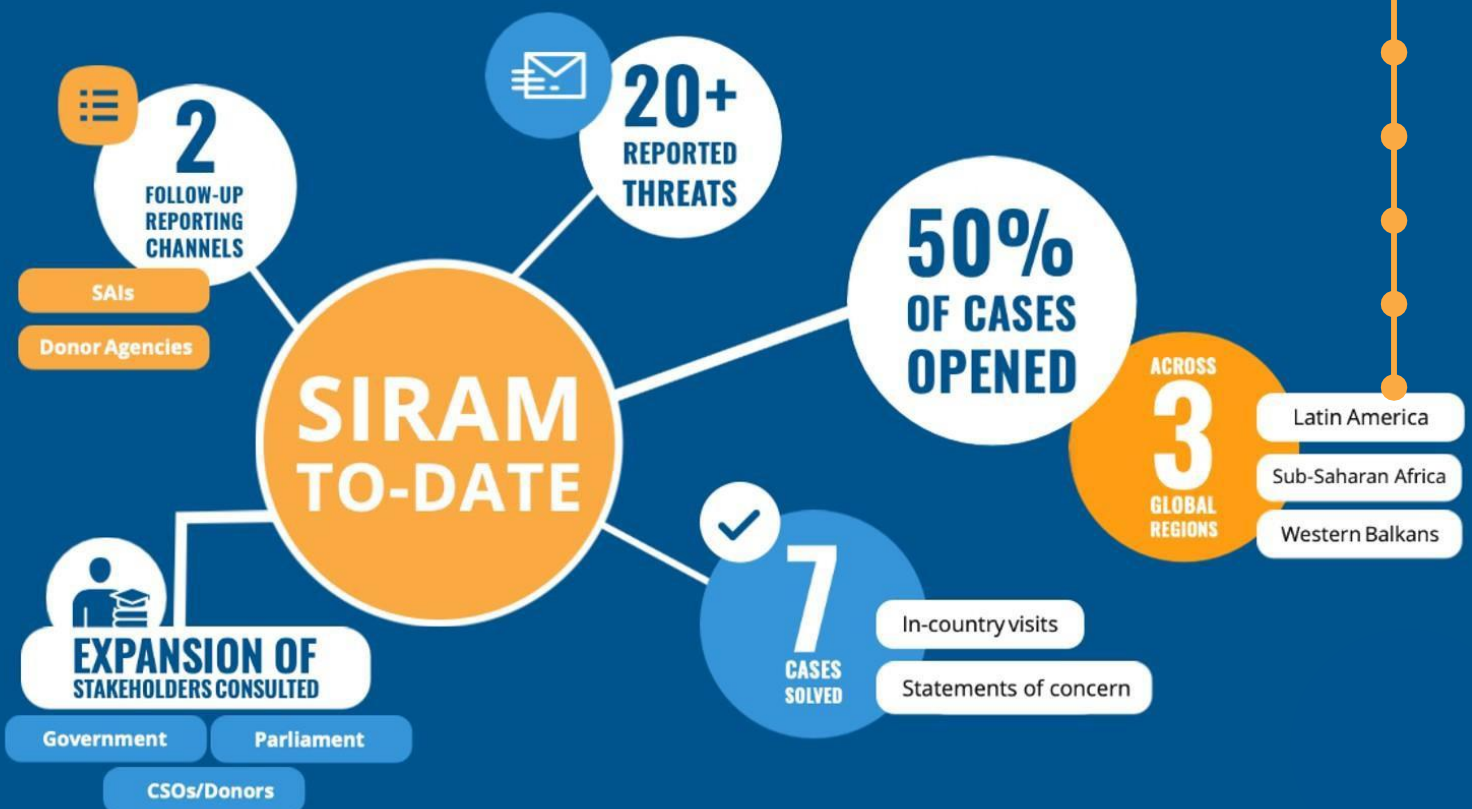 2
FOLLOW-UP
REPORTING
CHANNELS
SAIs
Donor Agencies
20+
REPORTED
THREATS
50%
OF CASES
OPENED
ACROSS
3
GLOBAL
REGIONS
Latin America
Sub-Saharan Africa
Western Balkans
SIRAM
TO-DATE
7
CASES
SOLVED
In-country visits
Statements of concern
EXPANSION OF
STAKEHOLDERS CONSULTED
Government
Parliament
CSOs/Donors